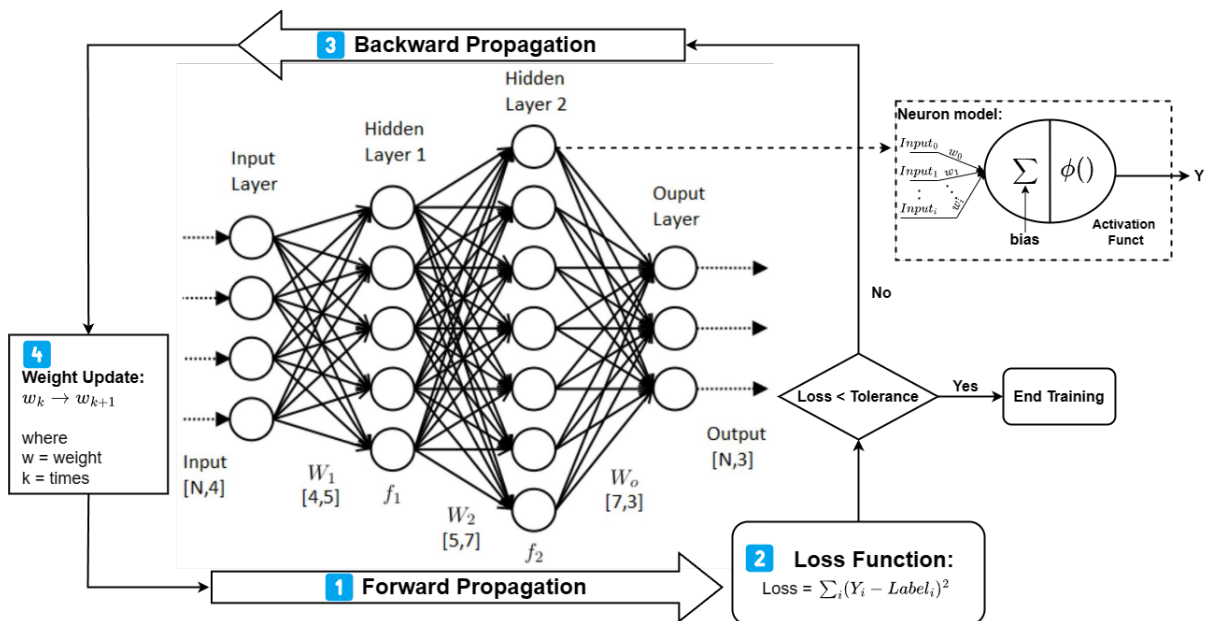 3 Backward Propagation
Hidden
Layer 2
Hidden
Layer 1
Input
Layer
Ouput
Layer
Neuron model:
Input₀ w₀
Input₁ w₁
⋮ ⋱
Inputᵢ wᵢ
∑ ϕ()
Y
bias
Activation
Funct
No
4
Weight Update:
wₖ → wₖ₊₁
where
w = weight
k = times
Loss < Tolerance
Yes
End Training
Input
[N,4]
W₁
[4,5]
f₁
W₂
[5,7]
f₂
Wₒ
[7,3]
Output
[N,3]
1 Forward Propagation
2 Loss Function:
Loss = ∑ᵢ(Yᵢ − Labelᵢ)²